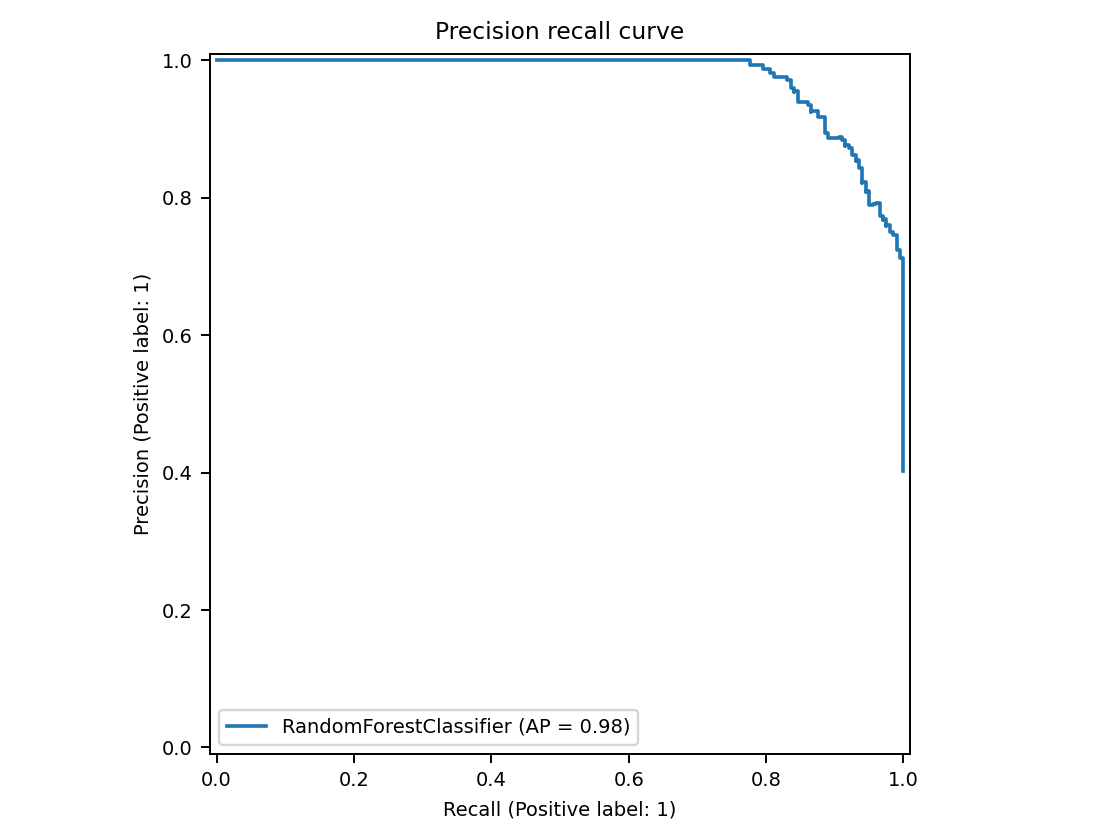 Precision recall curve
1.0
0.8
0.6
0.4
0.2
0.0
Precision (Positive label: 1)
RandomForestClassifier (AP = 0.98)
0.0 0.2 0.4 0.6 0.8 1.0
Recall (Positive label: 1)